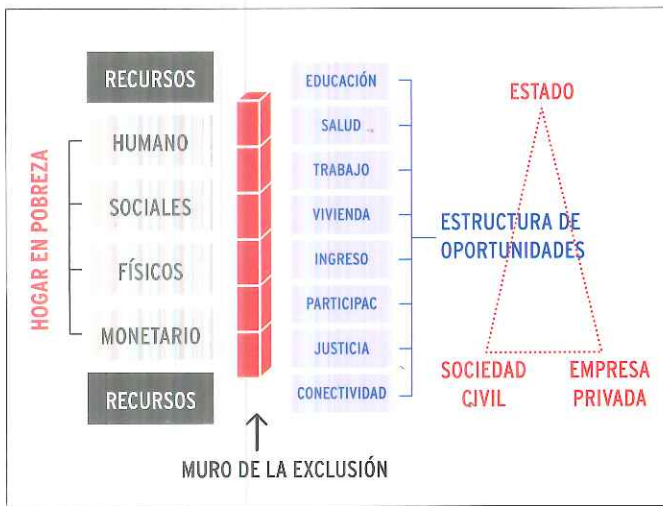 HOGAR EN POBREZA
RECURSOS
HUMANO
SOCIALES
FÍSICOS
MONETARIO
RECURSOS
MURO DE LA EXCLUSIÓN
EDUCACIÓN
SALUD
TRABAJO
VIVIENDA
INGRESO
PARTICIPAC
JUSTICIA
CONECTIVIDAD
ESTRUCTURA DE
OPORTUNIDADES
ESTADO
SOCIEDAD
CIVIL
EMPRESA
PRIVADA